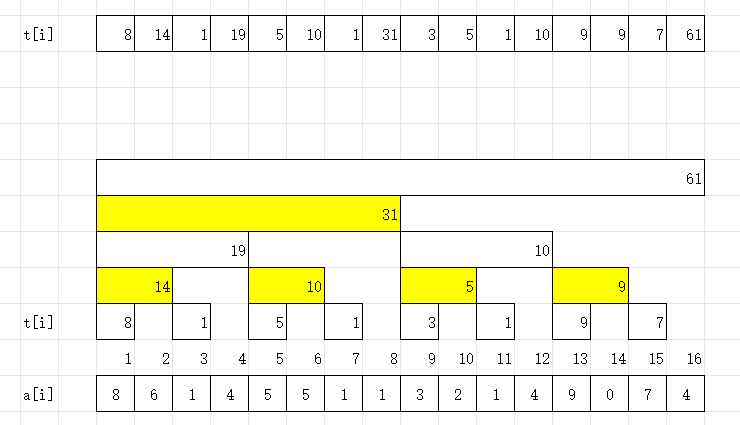 t[i] 8 14 1 19 5 10 1 31 3 5 1 10 9 9 7 61
61
31
19 10
14 10 5 9
t[i] 8 1 5 1 3 1 9 7
1 2 3 4 5 6 7 8 9 10 11 12 13 14 15 16
a[i] 8 6 1 4 5 5 1 1 3 2 1 4 9 0 7 4